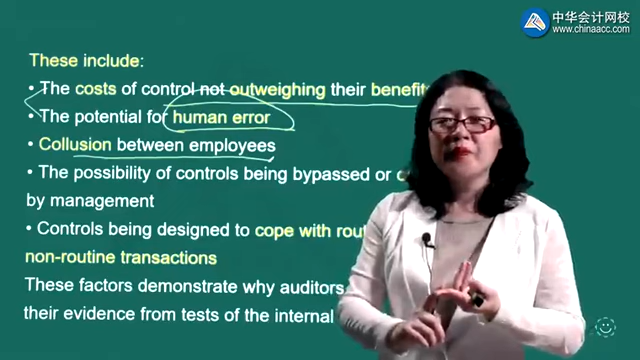 中华会计网校
www.chinaacc.com
These include:
• The costs of control not outweighing their benefits
• The potential for human error
• Collusion between employees
• The possibility of controls being bypassed or
by management
• Controls being designed to cope with
non-routine transactions
These factors demonstrate why auditors
their evidence from tests of the internal